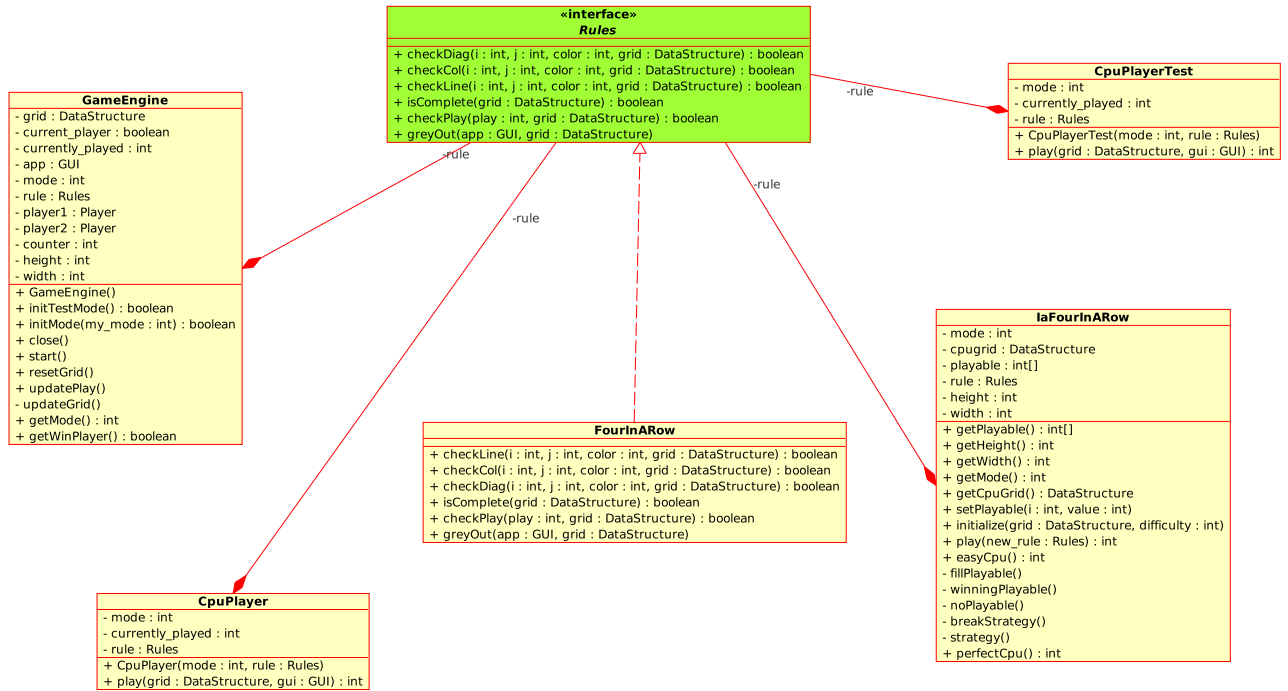 «interface»
Rules
+ checkDiag(i : int, j : int, color : int, grid : DataStructure) : boolean
+ checkCol(i : int, j : int, color : int, grid : DataStructure) : boolean
+ checkLine(i : int, j : int, color : int, grid : DataStructure) : boolean
+ isComplete(grid : DataStructure) : boolean
+ checkPlay(play : int, grid : DataStructure) : boolean
+ greyOut(app : GUI, grid : DataStructure)
CpuPlayerTest
- mode : int
- currently_played : int
- rule : Rules
+ CpuPlayerTest(mode : int, rule : Rules)
+ play(grid : DataStructure, gui : GUI) : int
-rule
GameEngine
- grid : DataStructure
- current_player : boolean
- currently_played : int
- app : GUI
- mode : int
- rule : Rules
- player1 : Player
- player2 : Player
- counter : int
- height : int
- width : int
+ GameEngine()
+ initTestMode() : boolean
+ initMode(my_mode : int) : boolean
+ close()
+ start()
+ resetGrid()
+ updatePlay()
- updateGrid()
+ getMode() : int
+ getWinPlayer() : boolean
-rule
-rule
-rule
IaFourInARow
- mode : int
- cpugrid : DataStructure
- playable : int[]
- rule : Rules
- height : int
- width : int
+ getPlayable() : int[]
+ getHeight() : int
+ getWidth() : int
+ getMode() : int
+ getCpuGrid() : DataStructure
+ setPlayable(i : int, value : int)
+ initialize(grid : DataStructure, difficulty : int)
+ play(new_rule : Rules) : int
+ easyCpu() : int
- fillPlayable()
- winningPlayable()
- noPlayable()
- breakStrategy()
- strategy()
+ perfectCpu() : int
FourInARow
+ checkLine(i : int, j : int, color : int, grid : DataStructure) : boolean
+ checkCol(i : int, j : int, color : int, grid : DataStructure) : boolean
+ checkDiag(i : int, j : int, color : int, grid : DataStructure) : boolean
+ isComplete(grid : DataStructure) : boolean
+ checkPlay(play : int, grid : DataStructure) : boolean
+ greyOut(app : GUI, grid : DataStructure)
CpuPlayer
- mode : int
- currently_played : int
- rule : Rules
+ CpuPlayer(mode : int, rule : Rules)
+ play(grid : DataStructure, gui : GUI) : int